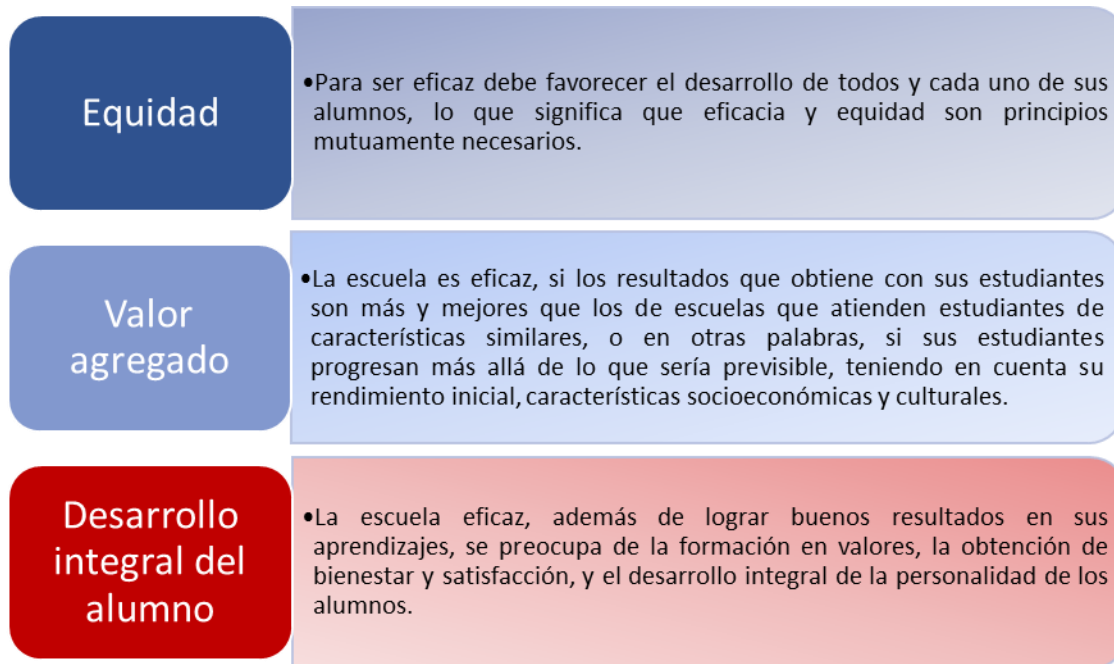 Equidad
•Para ser eficaz debe favorecer el desarrollo de todos y cada uno de sus
alumnos, lo que significa que eficacia y equidad son principios
mutuamente necesarios.
Valor
agregado
•La escuela es eficaz, si los resultados que obtiene con sus estudiantes
son más y mejores que los de escuelas que atienden estudiantes de
características similares, o en otras palabras, si sus estudiantes
progresan más allá de lo que sería previsible, teniendo en cuenta su
rendimiento inicial, características socioeconómicas y culturales.
Desarrollo
integral del
alumno
•La escuela eficaz, además de lograr buenos resultados en sus
aprendizajes, se preocupa de la formación en valores, la obtención de
bienestar y satisfacción, y el desarrollo integral de la personalidad de los
alumnos.